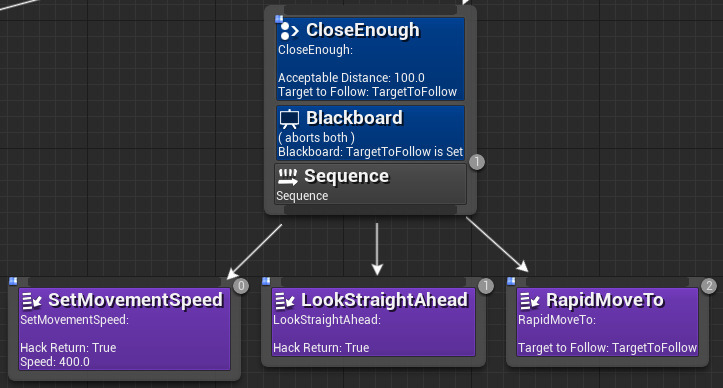 CloseEnough
CloseEnough:
Acceptable Distance: 100.0
Target to Follow: TargetToFollow
Blackboard
( aborts both )
Blackboard: TargetToFollow is Set
1
Sequence
Sequence
0
SetMovementSpeed
SetMovementSpeed:
Hack Return: True
Speed: 400.0
1
LookStraightAhead
LookStraightAhead:
Hack Return: True
2
RapidMoveTo
RapidMoveTo:
Target to Follow: TargetToFollow